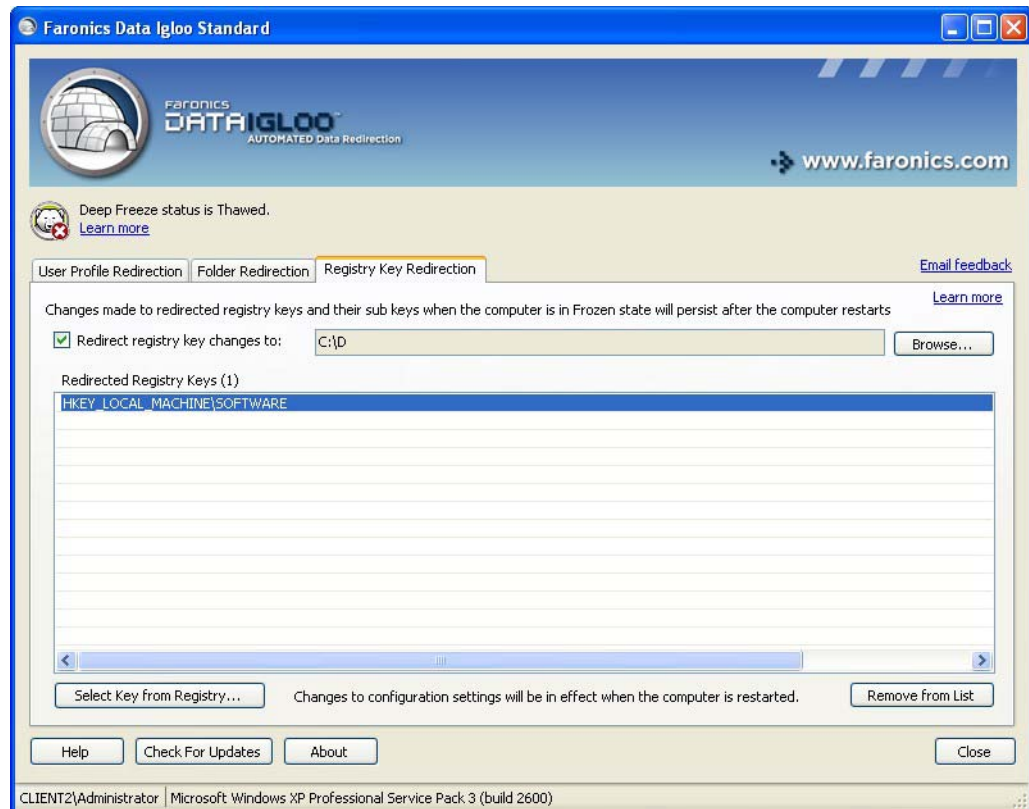 Faronics Data Igloo Standard
FARONICS
DATAIGLOO™
AUTOMATED Data Redirection
www.faronics.com
Deep Freeze status is Thawed.
Learn more
User Profile Redirection
Folder Redirection
Registry Key Redirection
Email feedback
Learn more
Changes made to redirected registry keys and their sub keys when the computer is in Frozen state will persist after the computer restarts
Redirect registry key changes to:
C:\D
Browse...
Redirected Registry Keys (1)
HKEY_LOCAL_MACHINE\SOFTWARE
Select Key from Registry...
Changes to configuration settings will be in effect when the computer is restarted.
Remove from List
Help
Check For Updates
About
Close
CLIENT2\Administrator
Microsoft Windows XP Professional Service Pack 3 (build 2600)